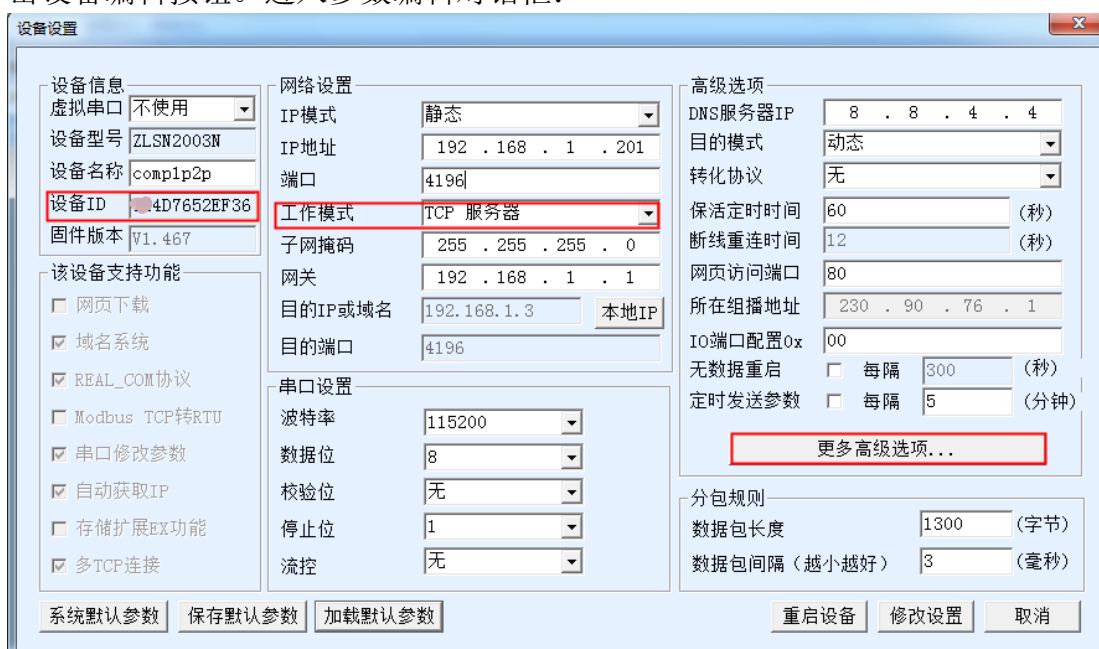 设备设置
设备信息
虚拟串口 不使用
设备型号 ZLSN2003N
设备名称 comp1p2p
设备ID 4D7652EF36
固件版本 V1.467
该设备支持功能
网页下载
域名系统
REAL_COM协议
Modbus TCP转RTU
串口修改参数
自动获取IP
存储扩展EX功能
多TCP连接
网络设置
IP模式 静态
IP地址 192 . 168 . 1 . 201
端口 4196
工作模式 TCP 服务器
子网掩码 255 . 255 . 255 . 0
网关 192 . 168 . 1 . 1
目的IP或域名 192.168.1.3 本地IP
目的端口 4196
串口设置
波特率 115200
数据位 8
校验位 无
停止位 1
流控 无
高级选项
DNS服务器IP 8 . 8 . 4 . 4
目的模式 动态
转化协议 无
保活定时时间 60 (秒)
断线重连时间 12 (秒)
网页访问端口 80
所在组播地址 230 . 90 . 76 . 1
IO端口配置0x 00
无数据重启 每隔 300 (秒)
定时发送参数 每隔 5 (分钟)
更多高级选项...
分包规则
数据包长度 1300 (字节)
数据包间隔(越小越好) 3 (毫秒)
系统默认参数 保存默认参数 加载默认参数 重启设备 修改设置 取消